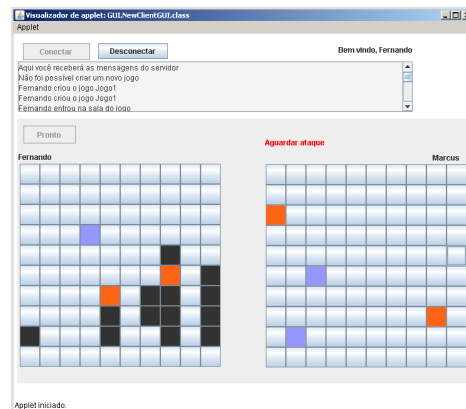 Visualizador de applet: GUI.NewClientGUI.class
Applet
Conectar Desconectar Bem vindo, Fernando
Aqui você receberá as mensagens do servidor
Não foi possível criar um novo jogo
Fernando criou o jogo Jogo1
Fernando criou o jogo Jogo1
Fernando entrou na sala do jogo
Pronto
Aguardar ataque
Fernando Marcus
Applet iniciado.